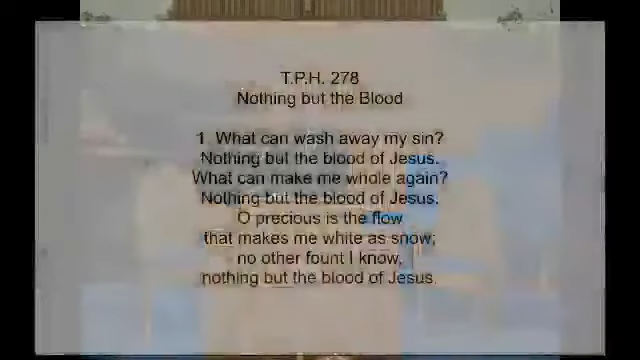 T.P.H. 278
Nothing but the Blood
1 What can wash away my sin?
Nothing but the blood of Jesus.
What can make me whole again?
Nothing but the blood of Jesus.
O precious is the flow
that makes me white as snow;
no other fount I know,
nothing but the blood of Jesus.